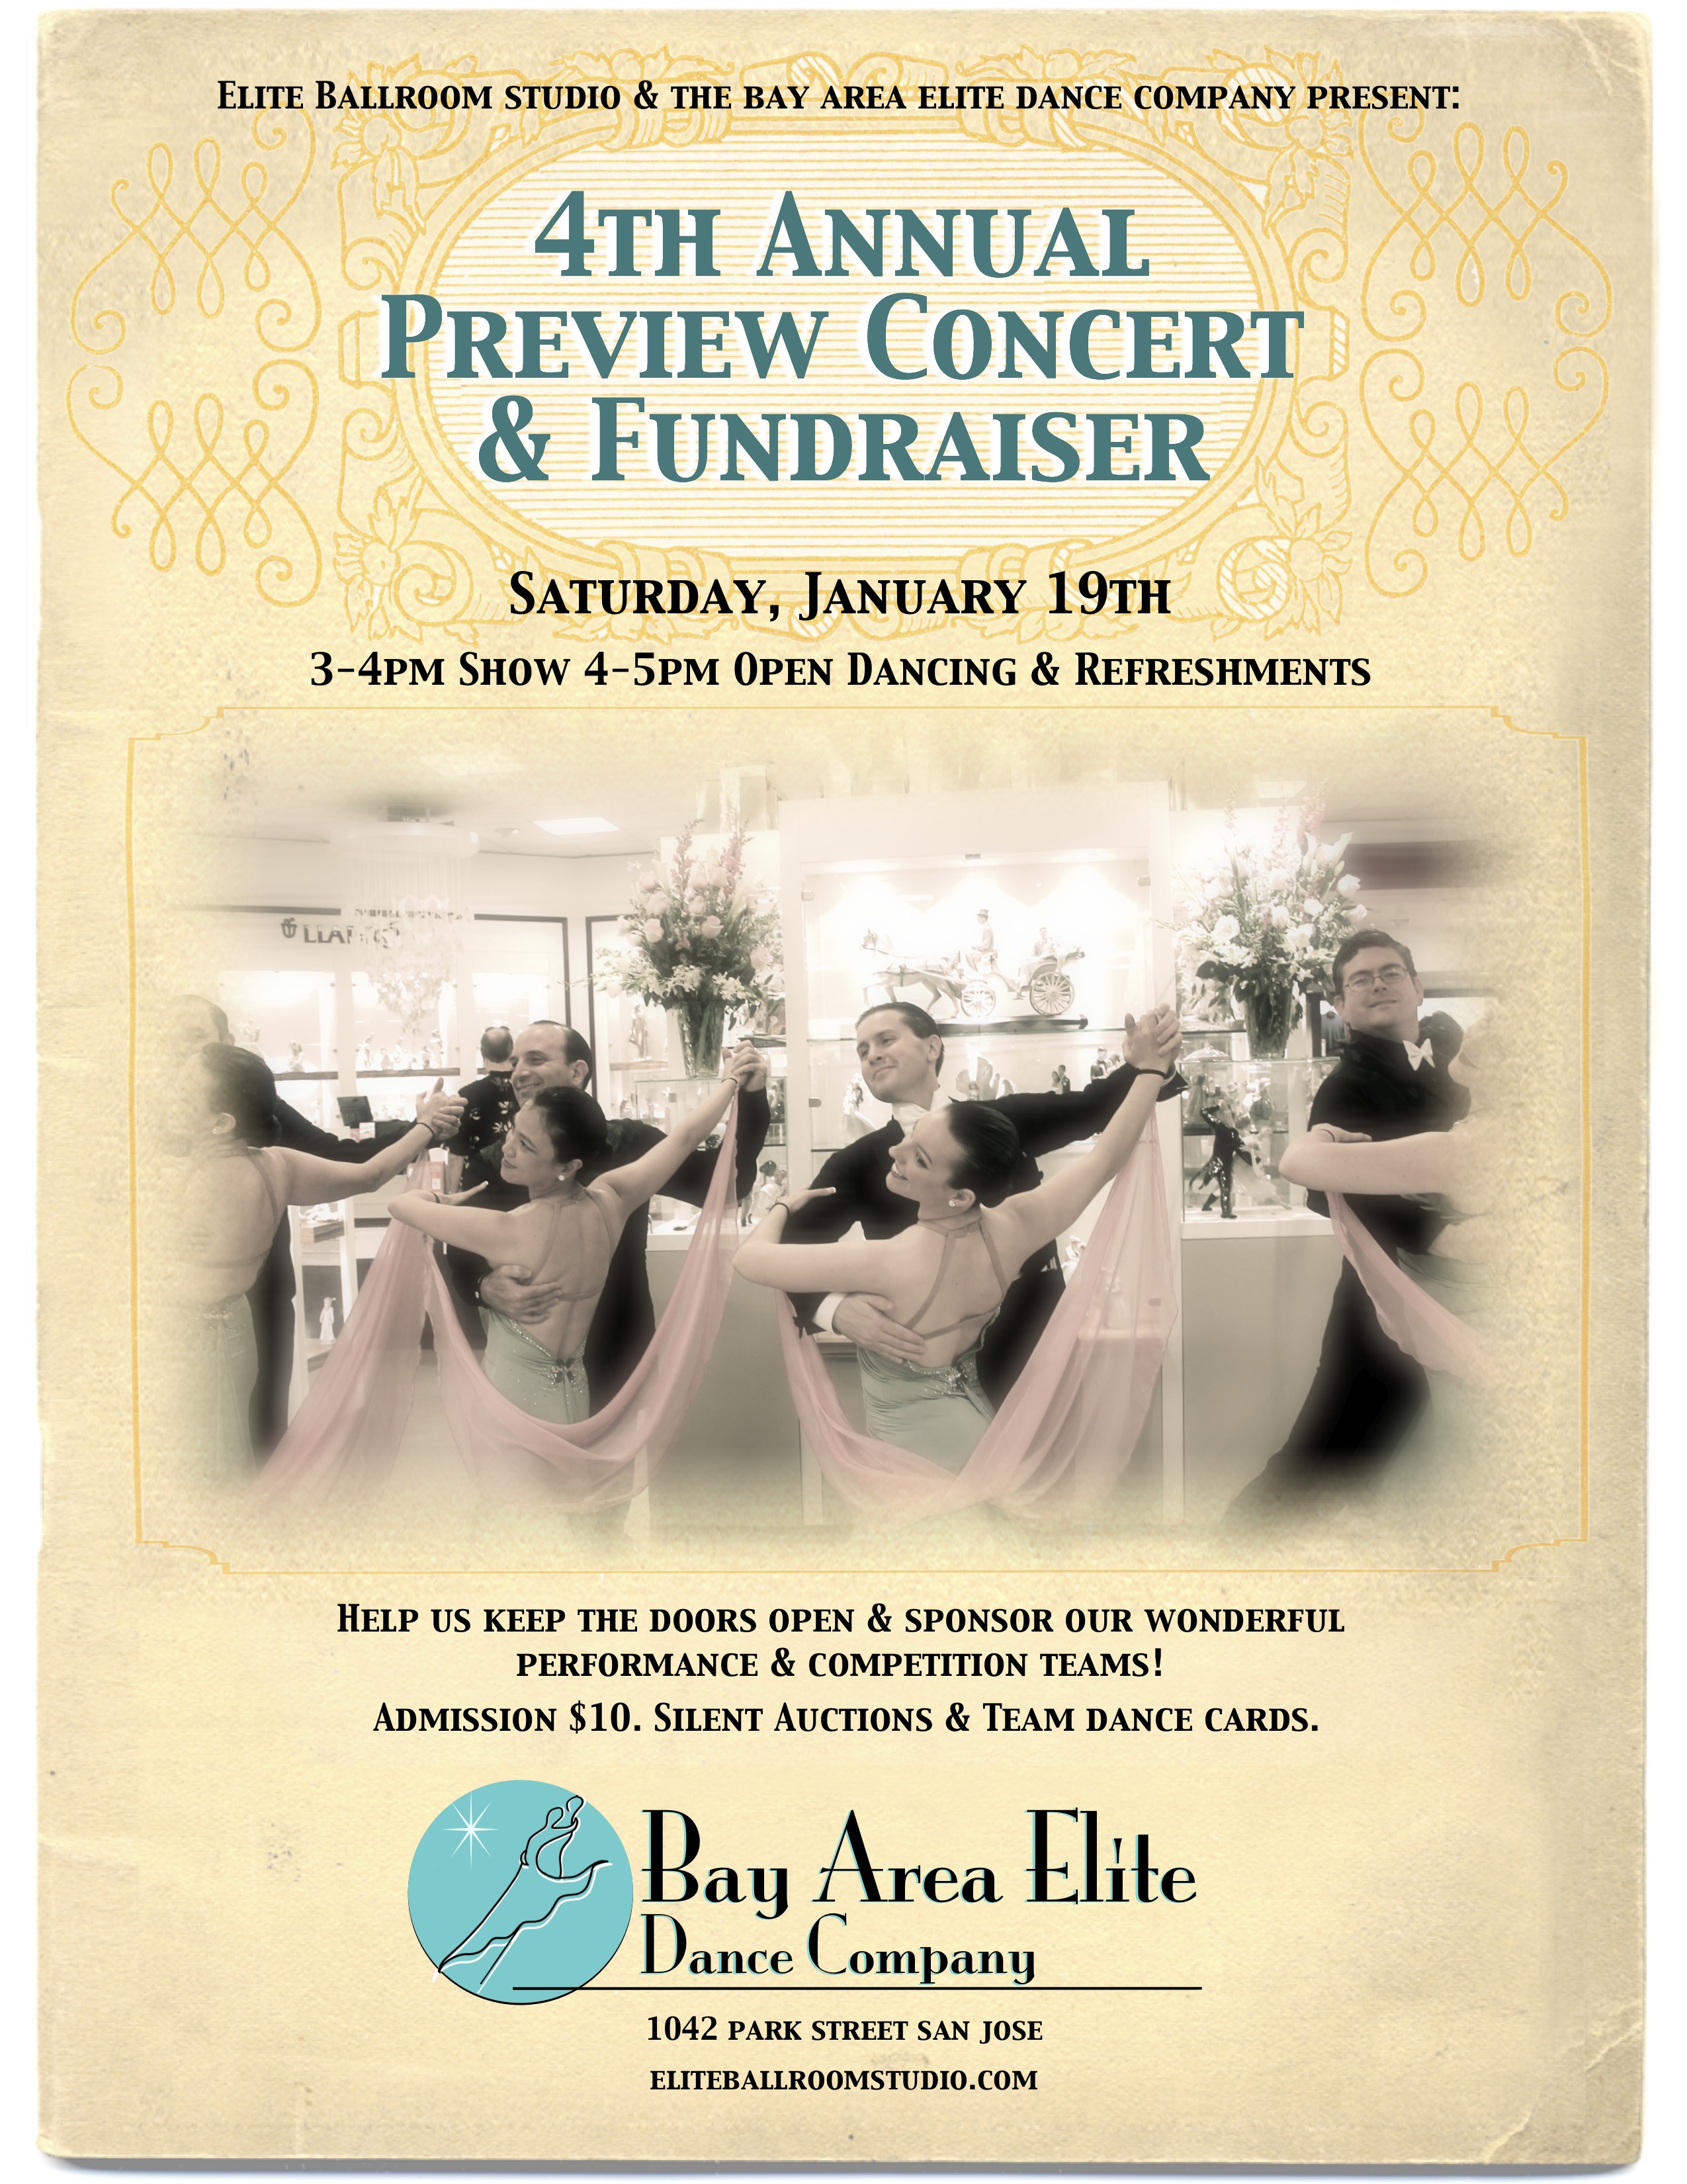 Elite Ballroom studio & the bay area elite dance company present:
4th Annual
Preview Concert
& Fundraiser
Saturday, January 19th
3-4pm Show 4-5pm Open Dancing & Refreshments
Help us keep the doors open & sponsor our wonderful
performance & competition teams!
Admission $10. Silent Auctions & Team dance cards.
Bay Area Elite
Dance Company
1042 park street san jose
eliteballroomstudio.com